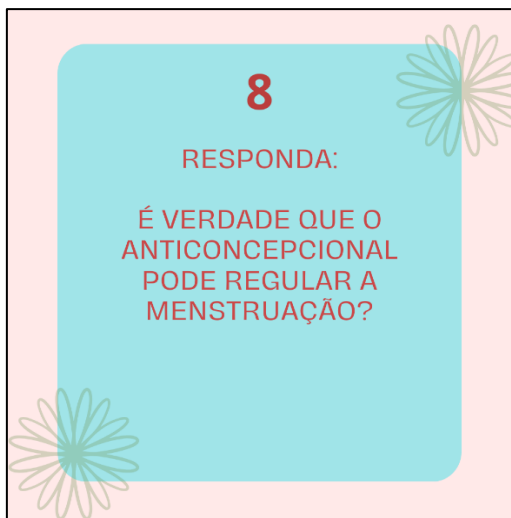 8
RESPONDA:
É VERDADE QUE O
ANTICONCEPCIONAL
PODE REGULAR A
MENSTRUAÇÃO?